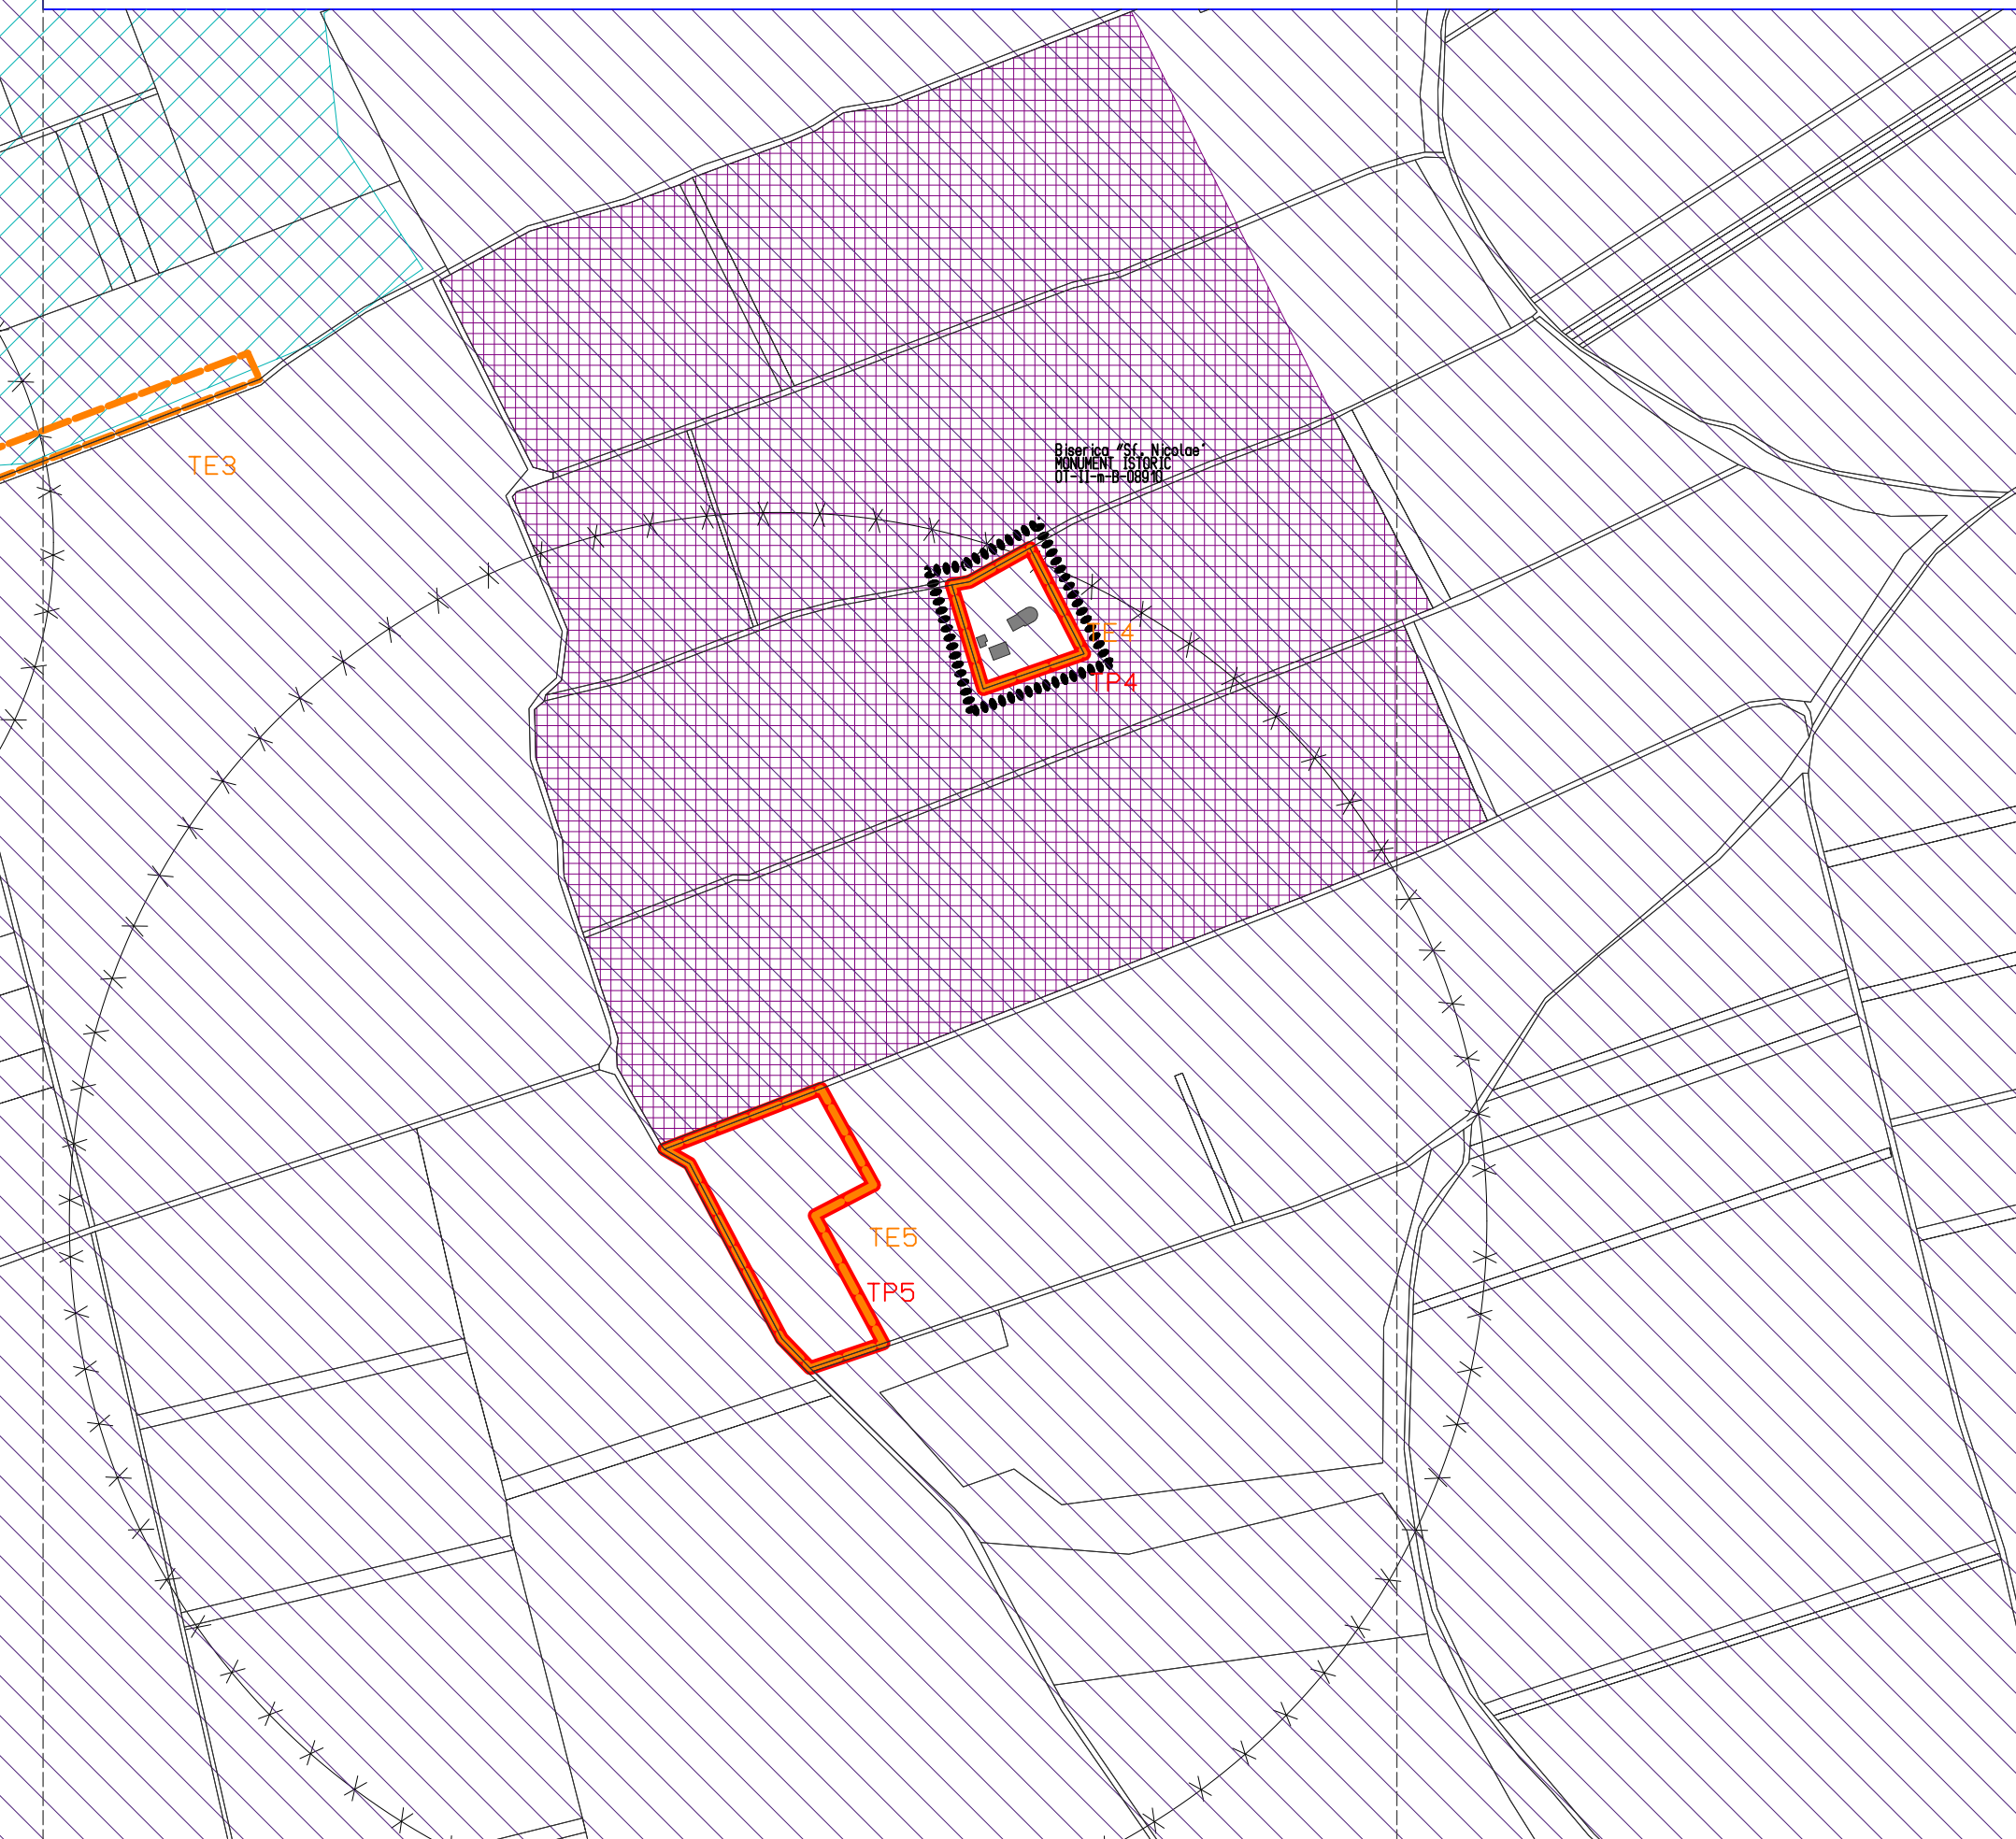 Biserica "Sf. Nicolae"
MONUMENT ISTORIC
OT-II-m-B-08910
TE3
TE4
TP4
TE5
TP5